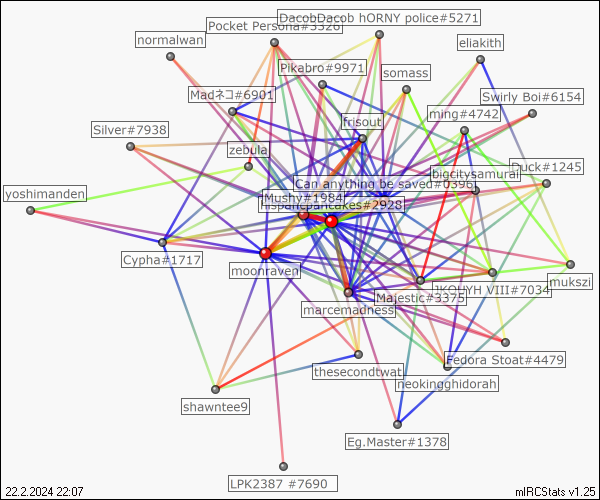 DacobDacob hORNY police#5271
Pocket Persona#3326
normalwan
eliakith
Pikabro#9971
somass
Madネコ#6901
Swirly Boi#6154
ming#4742
frisout
Silver#7938
zebula
bigcitysamurai
Duck#1245
Can anything be saved#0396
yoshimanden
Mushy#1984
pancakes#2928
Cypha#1717
moonraven
mukszi
VIII#7034
Majestic#3375
marcemadness
Fedora Stoat#4479
thesecondtwat
neokingghidorah
shawntee9
Eg.Master#1378
LPK2387 #7690
22.2.2024 22:07
mIRCStats v1.25